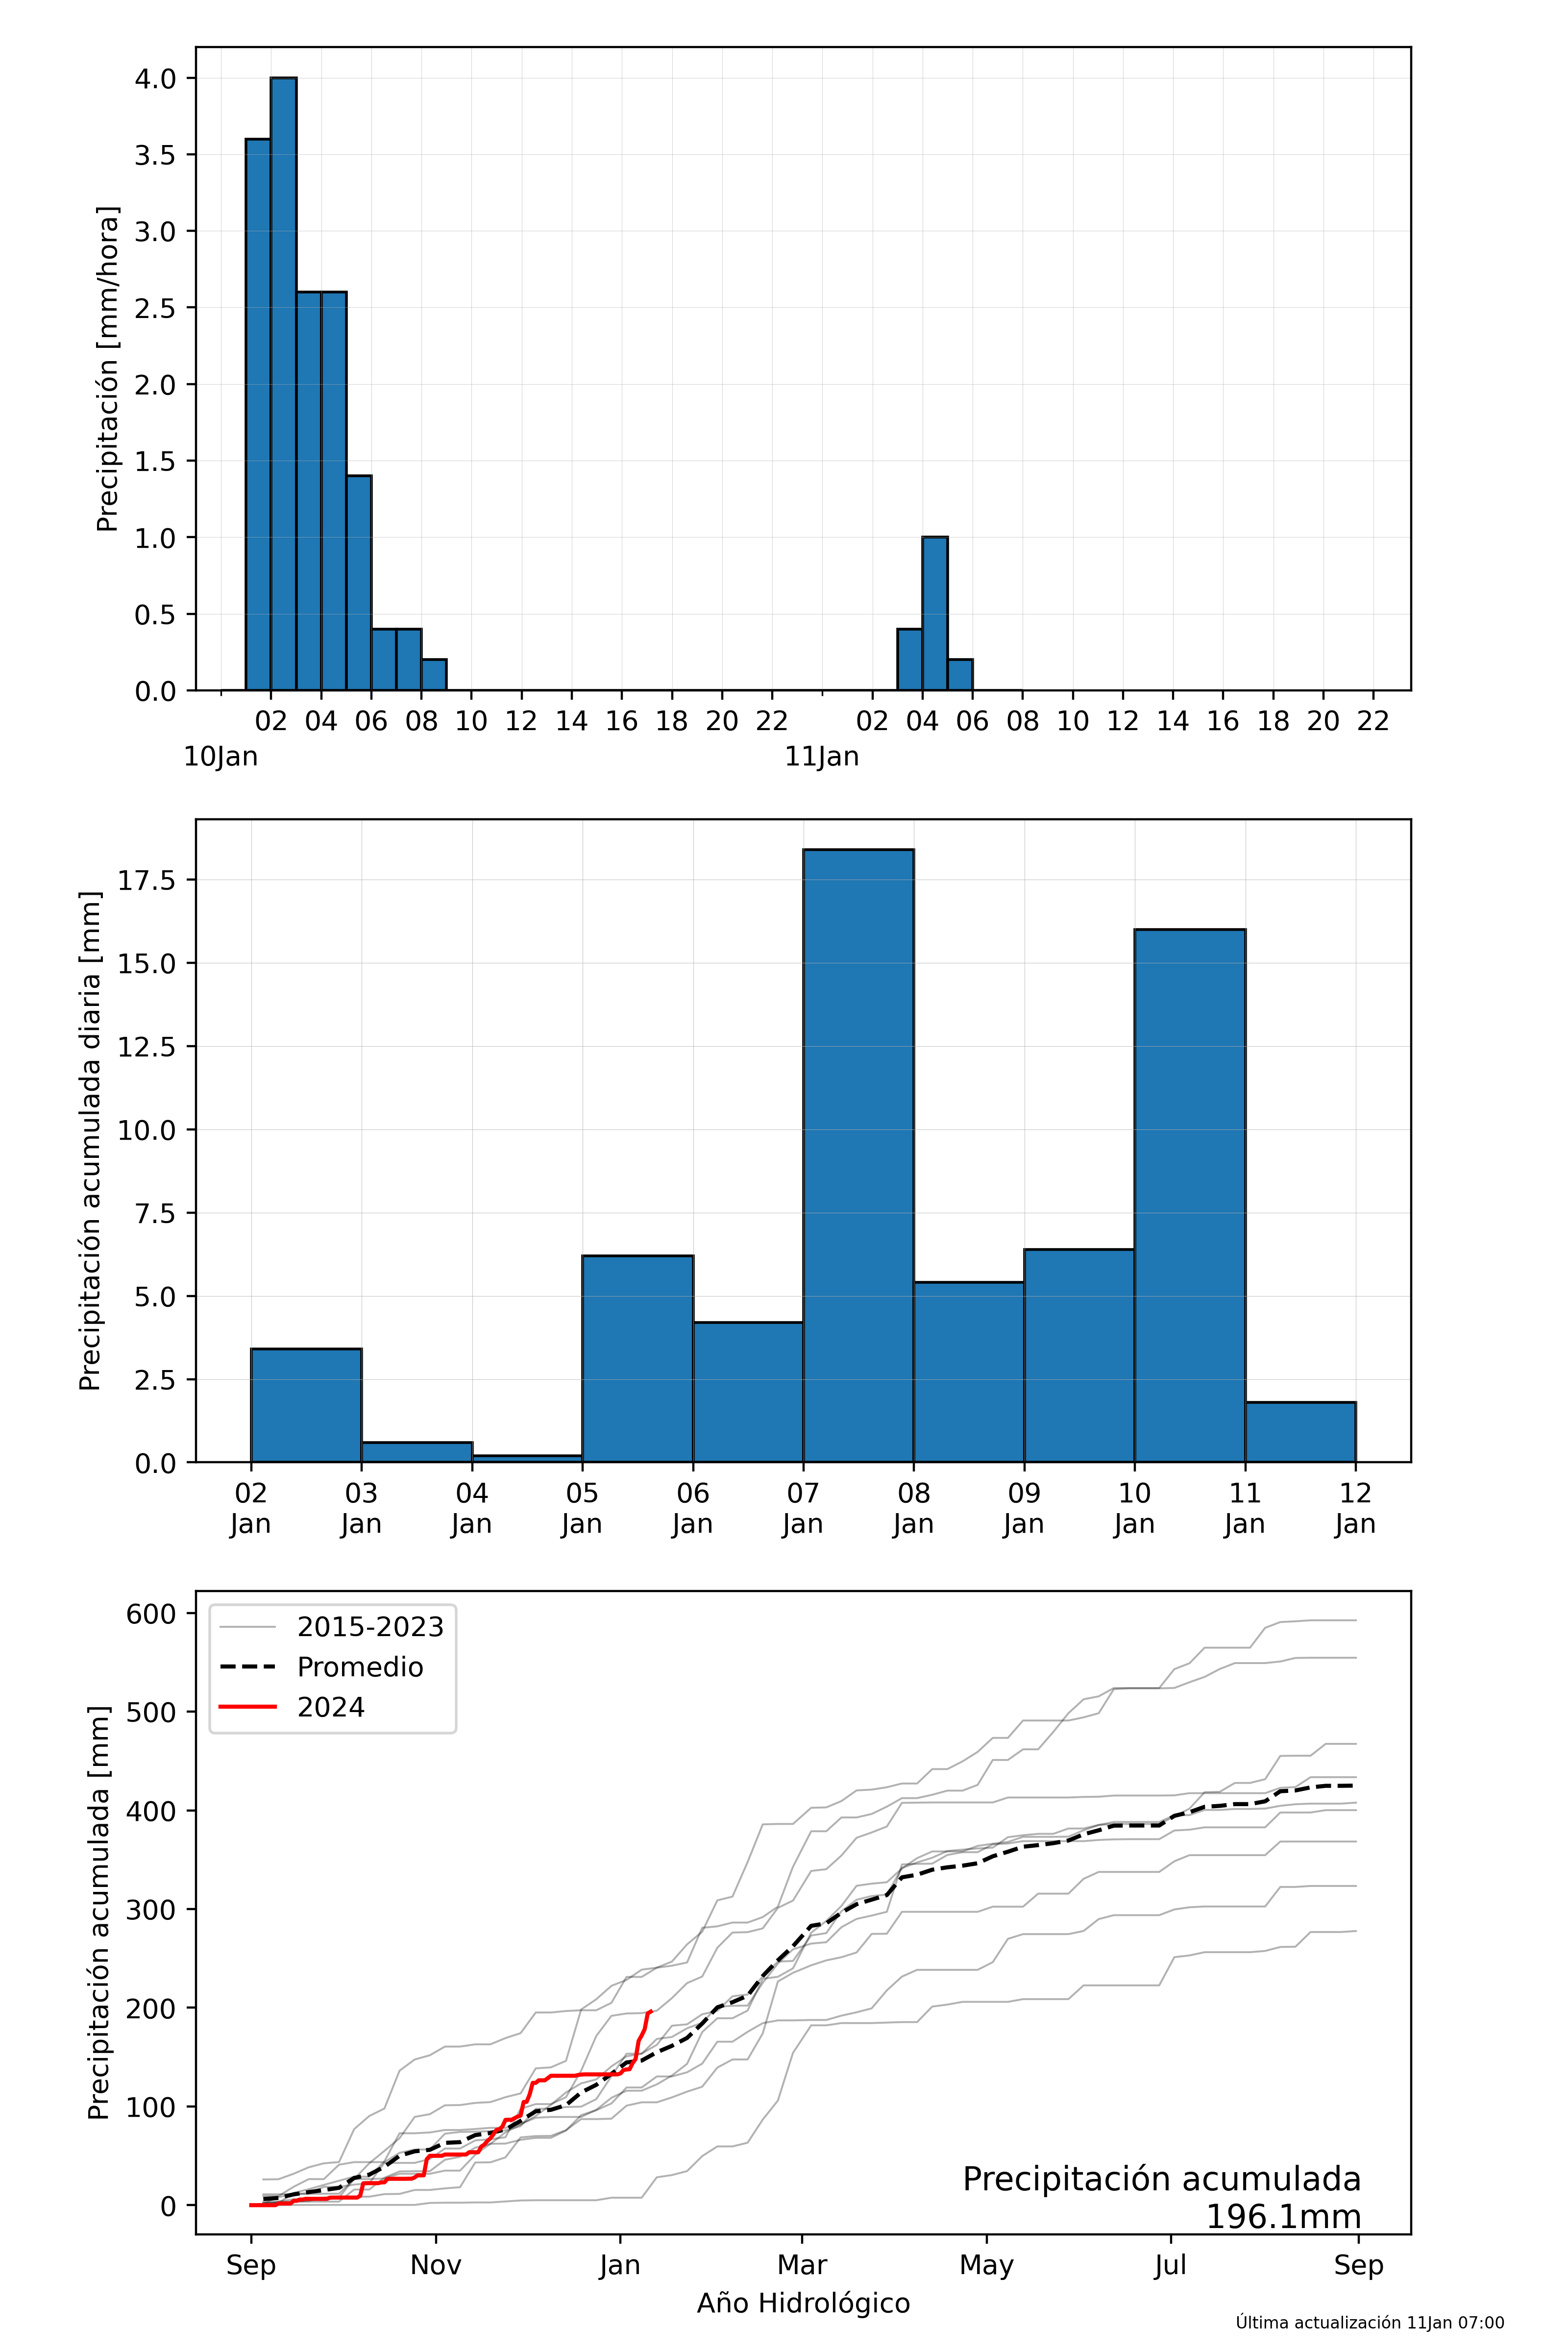 4.0
3.5
3.0
2.5
2.0
1.5
1.0
0.5
0.0
Precipitación [mm/hora]
02 04 06 08 10 12 14 16 18 20 22 02 04 06 08 10 12 14 16 18 20 22
10Jan 11Jan
17.5
15.0
12.5
10.0
7.5
5.0
2.5
0.0
Precipitación acumulada diaria [mm]
02 03 04 05 06 07 08 09 10 11 12
Jan Jan Jan Jan Jan Jan Jan Jan Jan Jan Jan
600
500
400
300
200
100
0
Precipitación acumulada [mm]
2015-2023
Promedio
2024
Precipitación acumulada
196.1mm
Sep Nov Jan Mar May Jul Sep
Año Hidrológico
Última actualización 11Jan 07:00